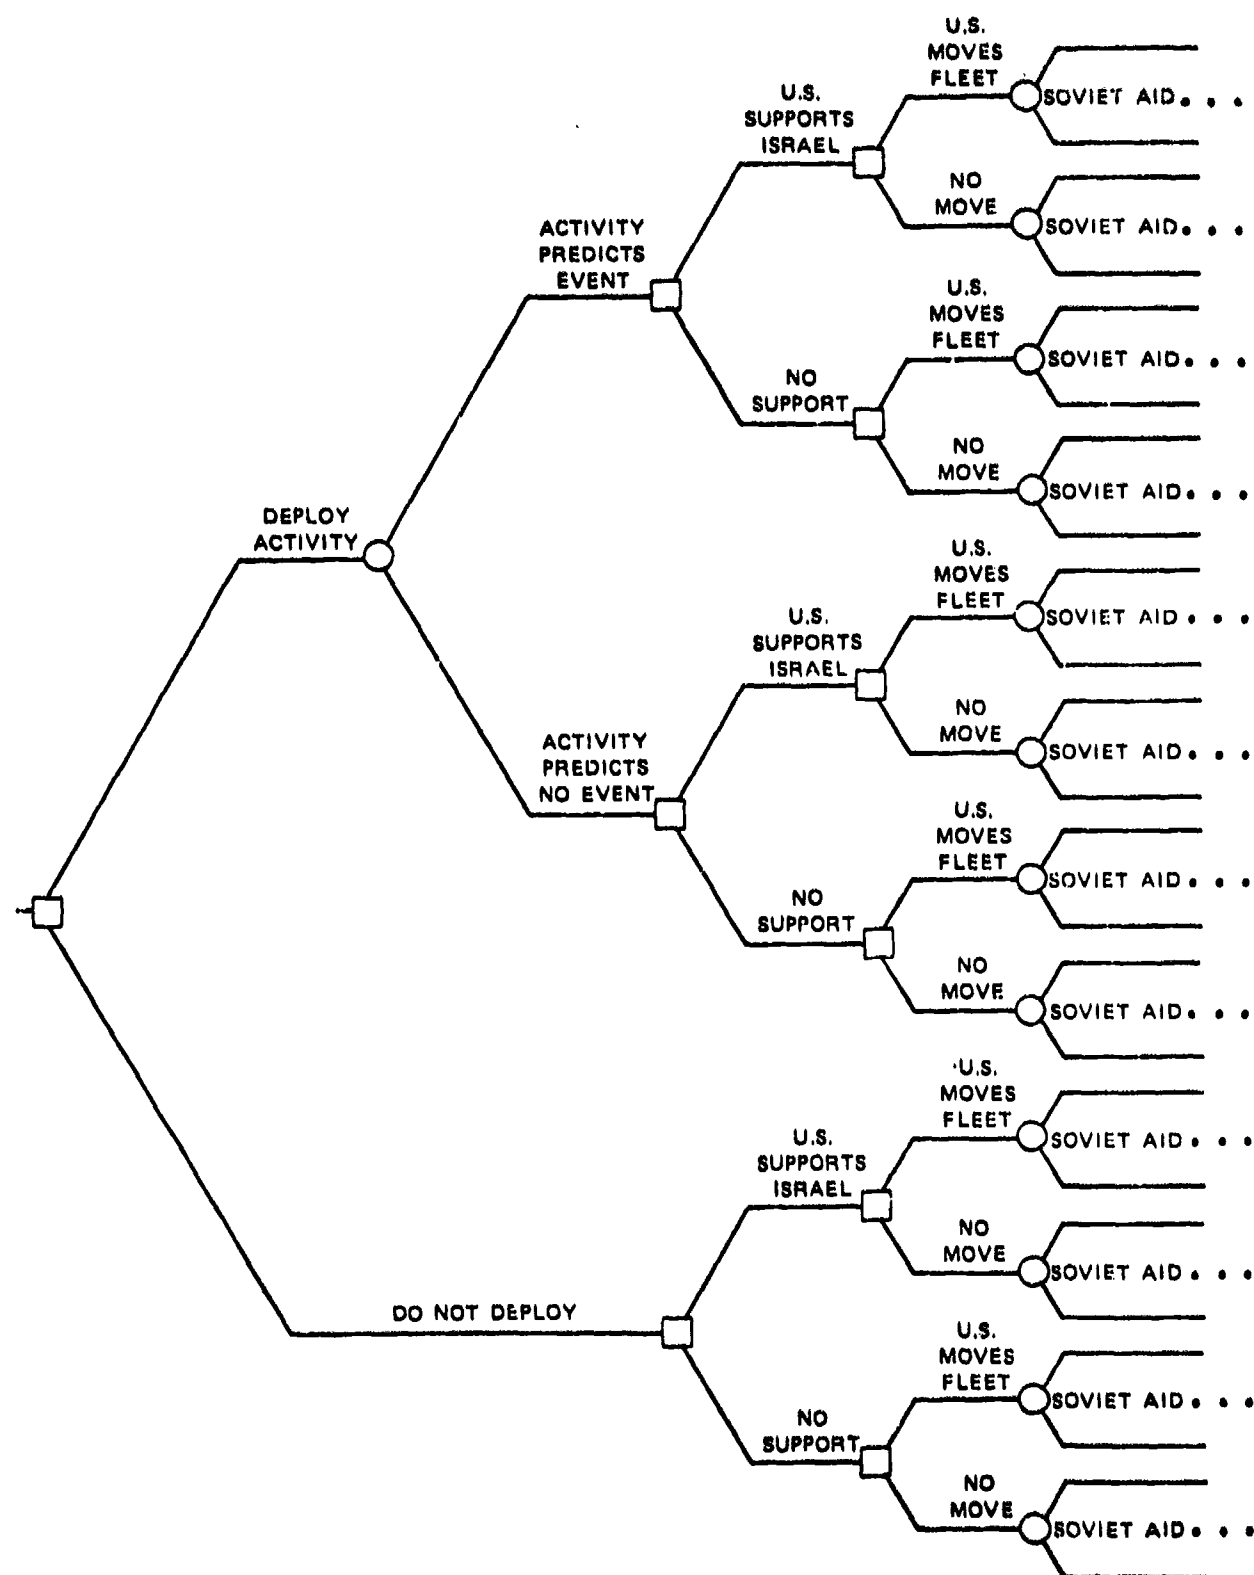 U.S.
MOVES
FLEET
SOVIET AID. . .
U.S.
SUPPORTS
ISRAEL
NO
MOVE
SOVIET AID. . .
ACTIVITY
PREDICTS
EVENT
U.S.
MOVES
FLEET
SOVIET AID. . .
NO
SUPPORT
NO
MOVE
SOVIET AID. . .
DEPLOY
ACTIVITY
U.S.
MOVES
FLEET
SOVIET AID . . .
U.S.
SUPPORTS
ISRAEL
NO
MOVE
SOVIET AID. . .
ACTIVITY
PREDICTS
NO EVENT
U.S.
MOVES
FLEET
SOVIET AID. . .
NO
SUPPORT
NO
MOVE
SOVIET AID. . .
U.S.
MOVES
FLEET
SOVIET AID. . .
U.S.
SUPPORTS
ISRAEL
NO
MOVE
SOVIET AID. . .
DO NOT DEPLOY
U.S.
MOVES
FLEET
SOVIET AID. . .
NO
SUPPORT
NO
MOVE
SOVIET AID. . .